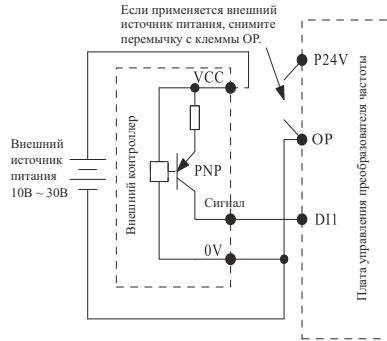 Если применяется внешний
источник питания, снимите
перемычку с клеммы OP.
VCC
P24V
OP
PNP
Внешний
источник
питания
10В ~ 30В
Внешний контроллер
Сигнал
DI1
0V
Плата управления преобразователя частоты